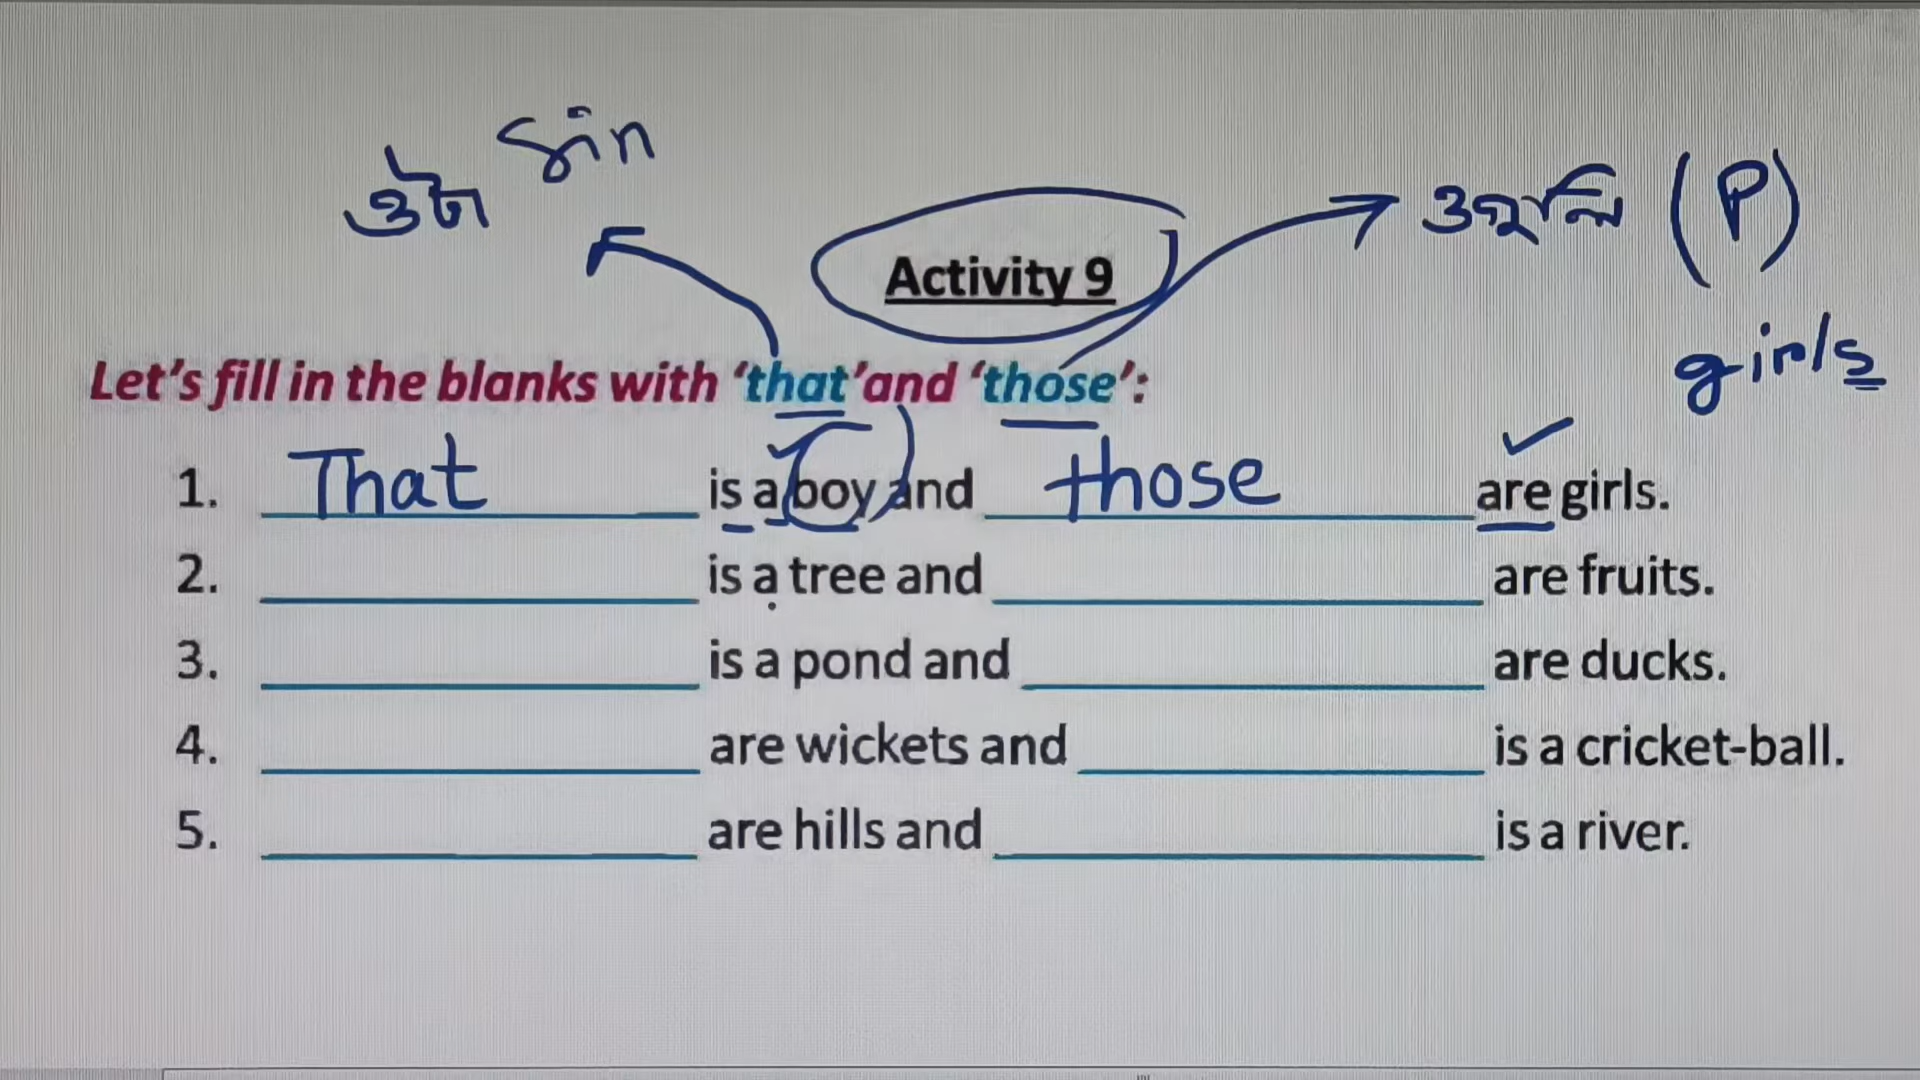 sin
ওটা
ওগুলি (P)
Activity 9
girls
Let's fill in the blanks with 'that'and 'those':
1. That is a boy and those are girls.
2. is a tree and are fruits.
3. is a pond and are ducks.
4. are wickets and is a cricket-ball.
5. are hills and is a river.